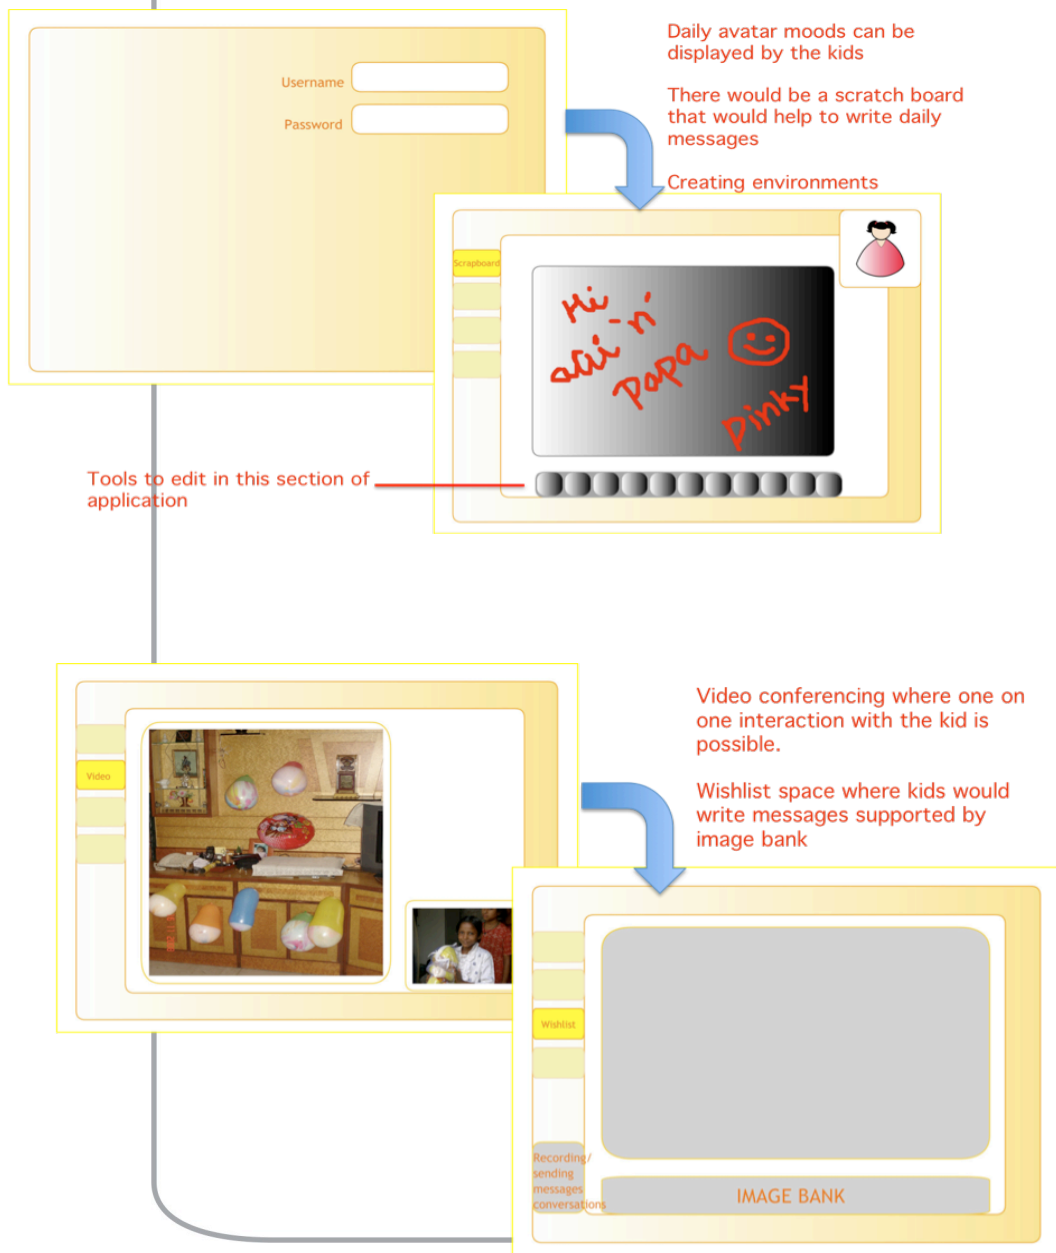 Daily avatar moods can be
displayed by the kids
There would be a scratch board
that would help to write daily
messages
Creating environments
Username
Password
Scrapboard
Hi
'n'
Papa
Pinky
Tools to edit in this section of
application
Video conferencing where one on
one interaction with the kid is
possible.
Wishlist space where kids would
write messages supported by
image bank
Video
Wishlist
Recording/
sending
messages
conversations
IMAGE BANK